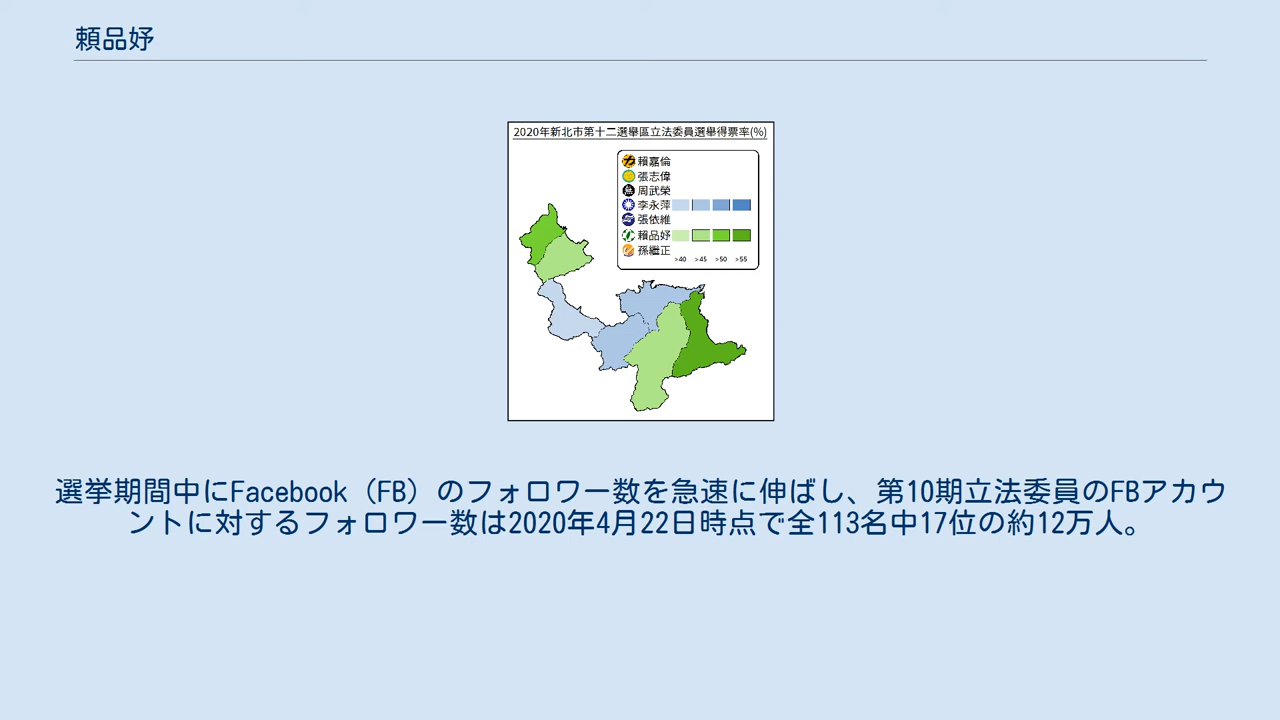 頼品妤
2020年新北市第十二選舉區立法委員選舉得票率(%)
賴嘉倫
張志偉
周武榮
李永萍
張依維
賴品妤
孫繼正
>40 >45 >50 >55
選挙期間中にFacebook（FB）のフォロワー数を急速に伸ばし、第10期立法委員のFBアカウ
ントに対するフォロワー数は2020年4月22日時点で全113名中17位の約12万人。